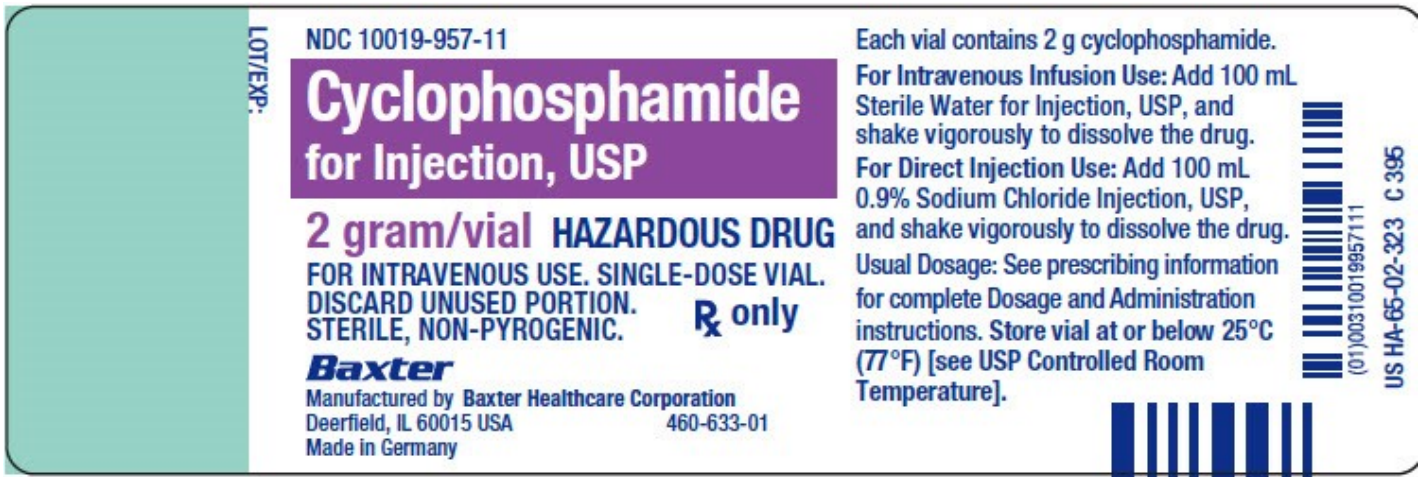 LOT/EXP:
NDC 10019-957-11
Cyclophosphamide
for Injection, USP
2 gram/vial HAZARDOUS DRUG
FOR INTRAVENOUS USE. SINGLE-DOSE VIAL.
DISCARD UNUSED PORTION.
STERILE, NON-PYROGENIC.
Rx only
Baxter
Manufactured by Baxter Healthcare Corporation
Deerfield, IL 60015 USA 460-633-01
Made in Germany
Each vial contains 2 g cyclophosphamide.
For Intravenous Infusion Use: Add 100 mL
Sterile Water for Injection, USP, and
shake vigorously to dissolve the drug.
For Direct Injection Use: Add 100 mL
0.9% Sodium Chloride Injection, USP,
and shake vigorously to dissolve the drug.
Usual Dosage: See prescribing information
for complete Dosage and Administration
instructions. Store vial at or below 25°C
(77°F) [see USP Controlled Room
Temperature].
(01)00310019957111
US HA-65-02-323 C 395